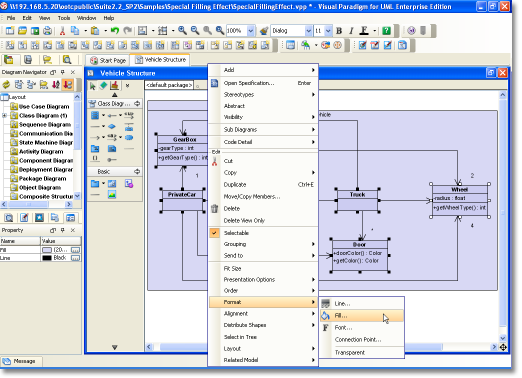 \\192.168.5.20\ootcpublic\Suite2.2_SP2\Samples\Special Filling Effect\SpecialFillingEffect.vpp * - Visual Paradigm for UML Enterprise Edition
File Edit View Tools Window Help
100%
Dialog
11
B I F
Start Page
Vehicle Structure
Diagram Navigator
Layout
Use Case Diagram
Class Diagram (1)
Sequence Diagram
Communication Dia
State Machine Diag
Activity Diagram
Component Diagram
Deployment Diagram
Package Diagram
Object Diagram
Composite Structur
Property
Name Value
Fill (20...
Line Black
Message
Vehicle Structure
Class Diagr...
Basic
<default package>
Vehicle
GearBox
-gearType : int
+getGearType() : int
1
PrivateCar
Truck
2
Wheel
-radius : float
+getWheelType() : int
4
Door
+doorColor() : Color
+getColor() : Color
Add
Open Specification... Enter
Stereotypes
Abstract
Visibility
Sub Diagrams
Code Detail
Edit
Cut
Copy
Duplicate Ctrl+E
Move/Copy Members...
Delete
Delete View Only
Selectable
Grouping
Send to
Fit Size
Presentation Options
Order
Format
Alignment
Distribute Shapes
Select in Tree
Layout
Related Model
Line...
Fill...
Font...
Connection Point...
Transparent